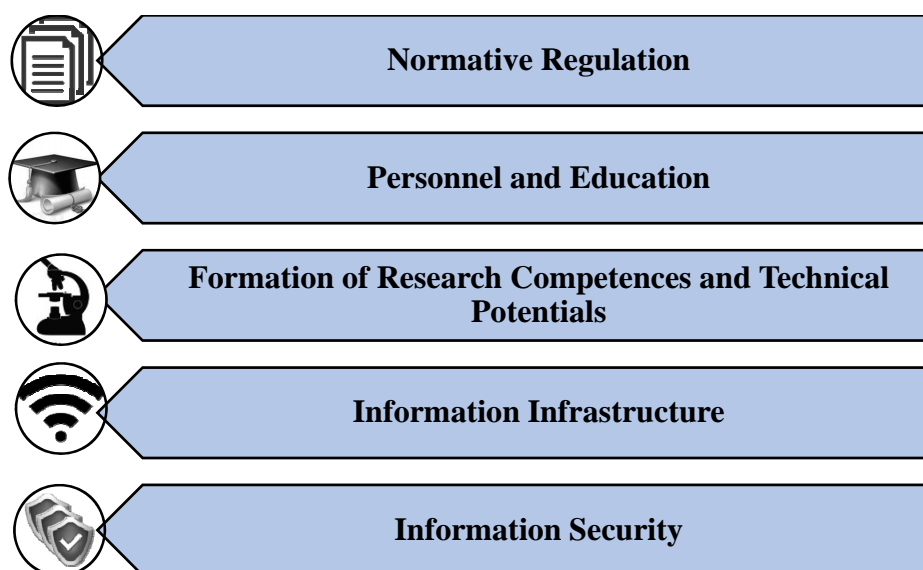 Normative Regulation
Personnel and Education
Formation of Research Competences and Technical
Potentials
Information Infrastructure
Information Security